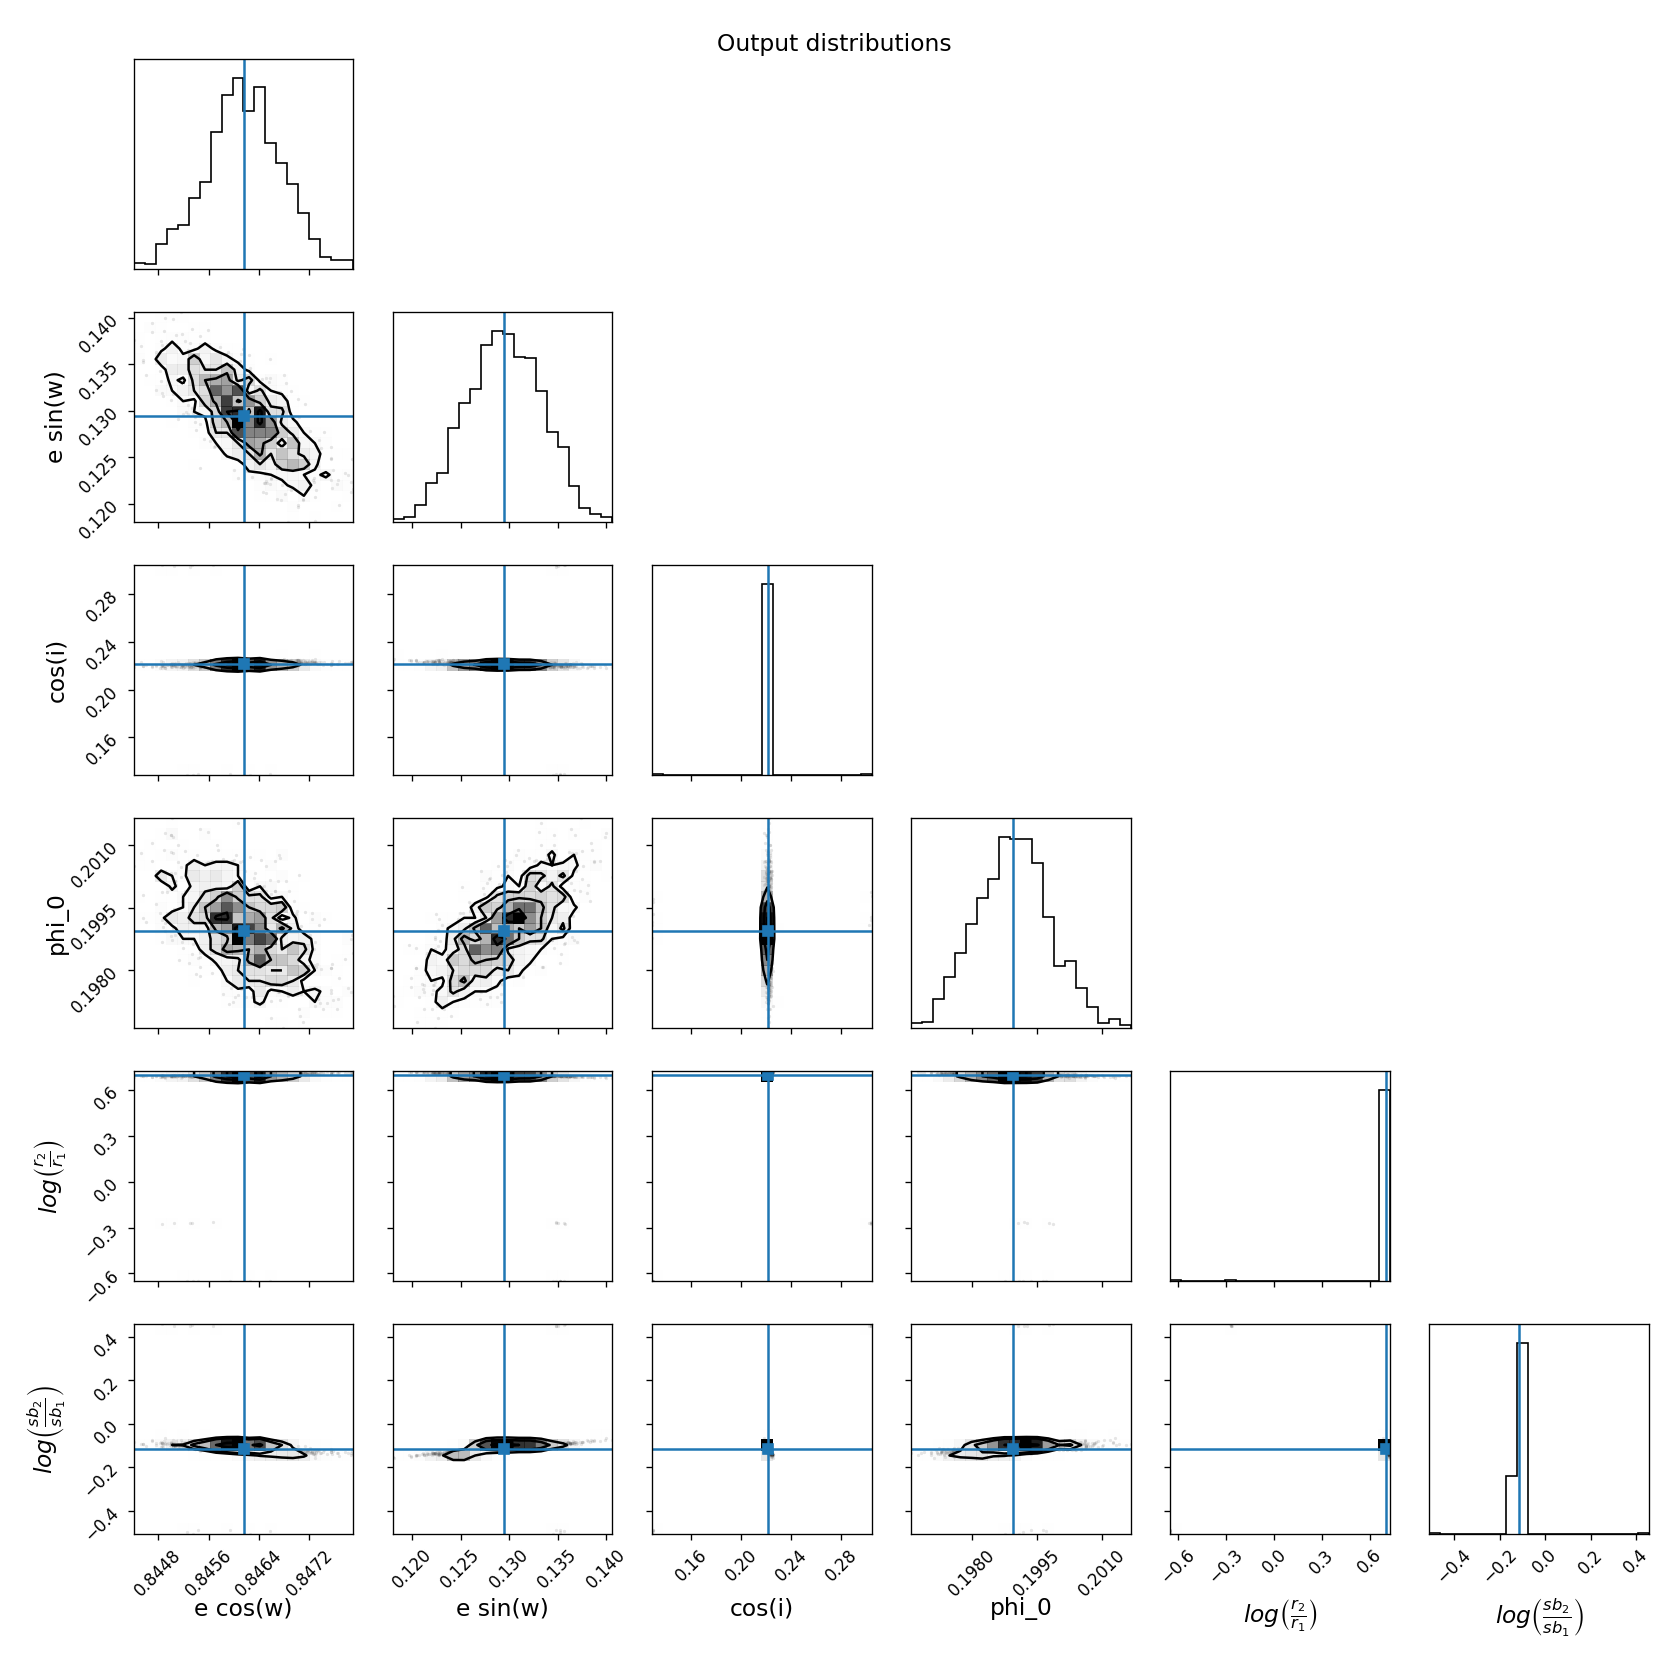 Output distributions
e sin(w)
0.140
0.135
0.130
0.125
0.120
cos(i)
0.28
0.24
0.20
0.16
phi_0
0.2010
0.1995
0.1980
log(r2/r1)
0.6
0.3
0.0
−0.3
−0.6
log(sb2/sb1)
0.4
0.2
0.0
−0.2
−0.4
0.8448 0.8456 0.8464 0.8472
0.120 0.125 0.130 0.135 0.140
0.16 0.20 0.24 0.28
0.1980 0.1995 0.2010
−0.6 −0.3 0.0 0.3 0.6
−0.4 −0.2 0.0 0.2 0.4
e cos(w) e sin(w) cos(i) phi_0 log(r2/r1) log(sb2/sb1)